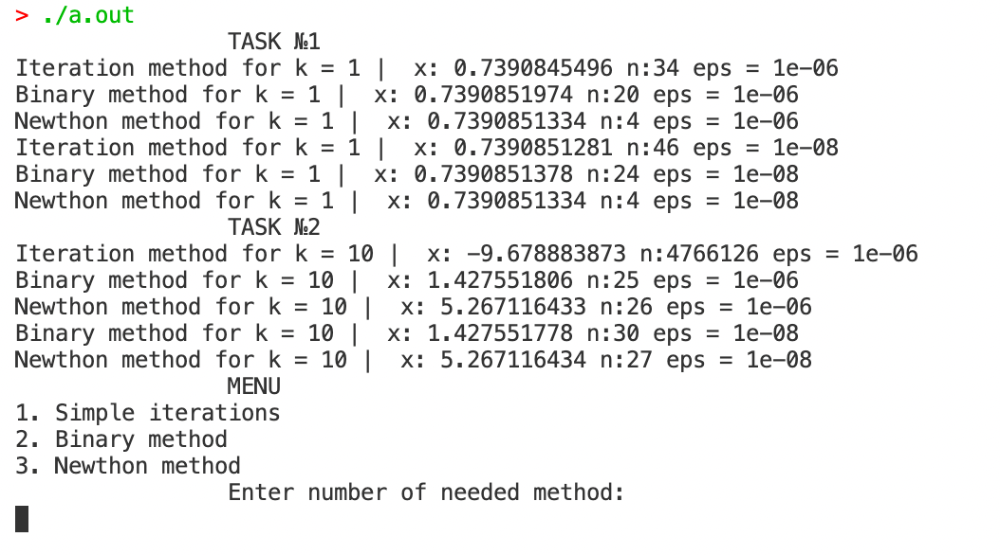 > ./a.out
TASK №1
Iteration method for k = 1 | x: 0.7390845496 n:34 eps = 1e-06
Binary method for k = 1 | x: 0.7390851974 n:20 eps = 1e-06
Newthon method for k = 1 | x: 0.7390851334 n:4 eps = 1e-06
Iteration method for k = 1 | x: 0.7390851281 n:46 eps = 1e-08
Binary method for k = 1 | x: 0.7390851378 n:24 eps = 1e-08
Newthon method for k = 1 | x: 0.7390851334 n:4 eps = 1e-08
TASK №2
Iteration method for k = 10 | x: -9.678883873 n:4766126 eps = 1e-06
Binary method for k = 10 | x: 1.427551806 n:25 eps = 1e-06
Newthon method for k = 10 | x: 5.267116433 n:26 eps = 1e-06
Binary method for k = 10 | x: 1.427551778 n:30 eps = 1e-08
Newthon method for k = 10 | x: 5.267116434 n:27 eps = 1e-08
MENU
1. Simple iterations
2. Binary method
3. Newthon method
Enter number of needed method: